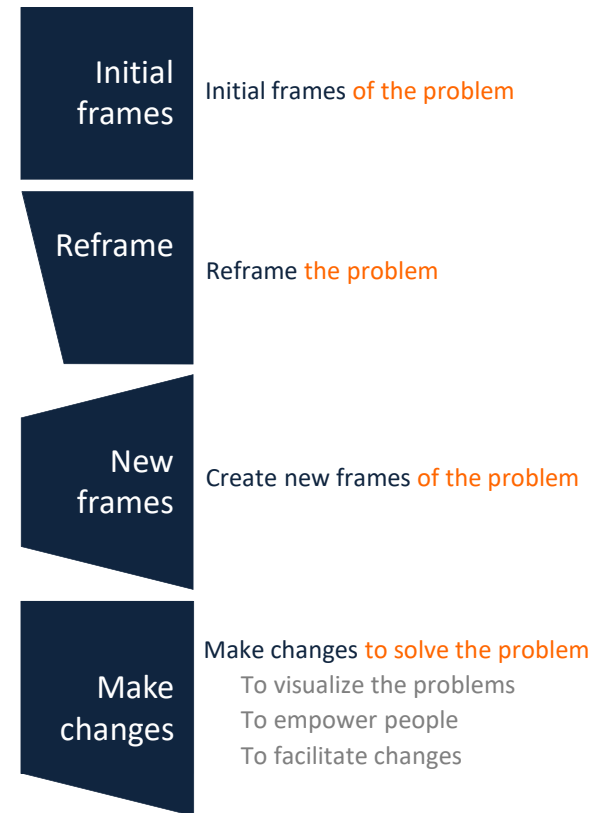 Initial
frames
Initial frames of the problem
Reframe
Reframe the problem
New
frames
Create new frames of the problem
Make
changes
Make changes to solve the problem
To visualize the problems
To empower people
To facilitate changes